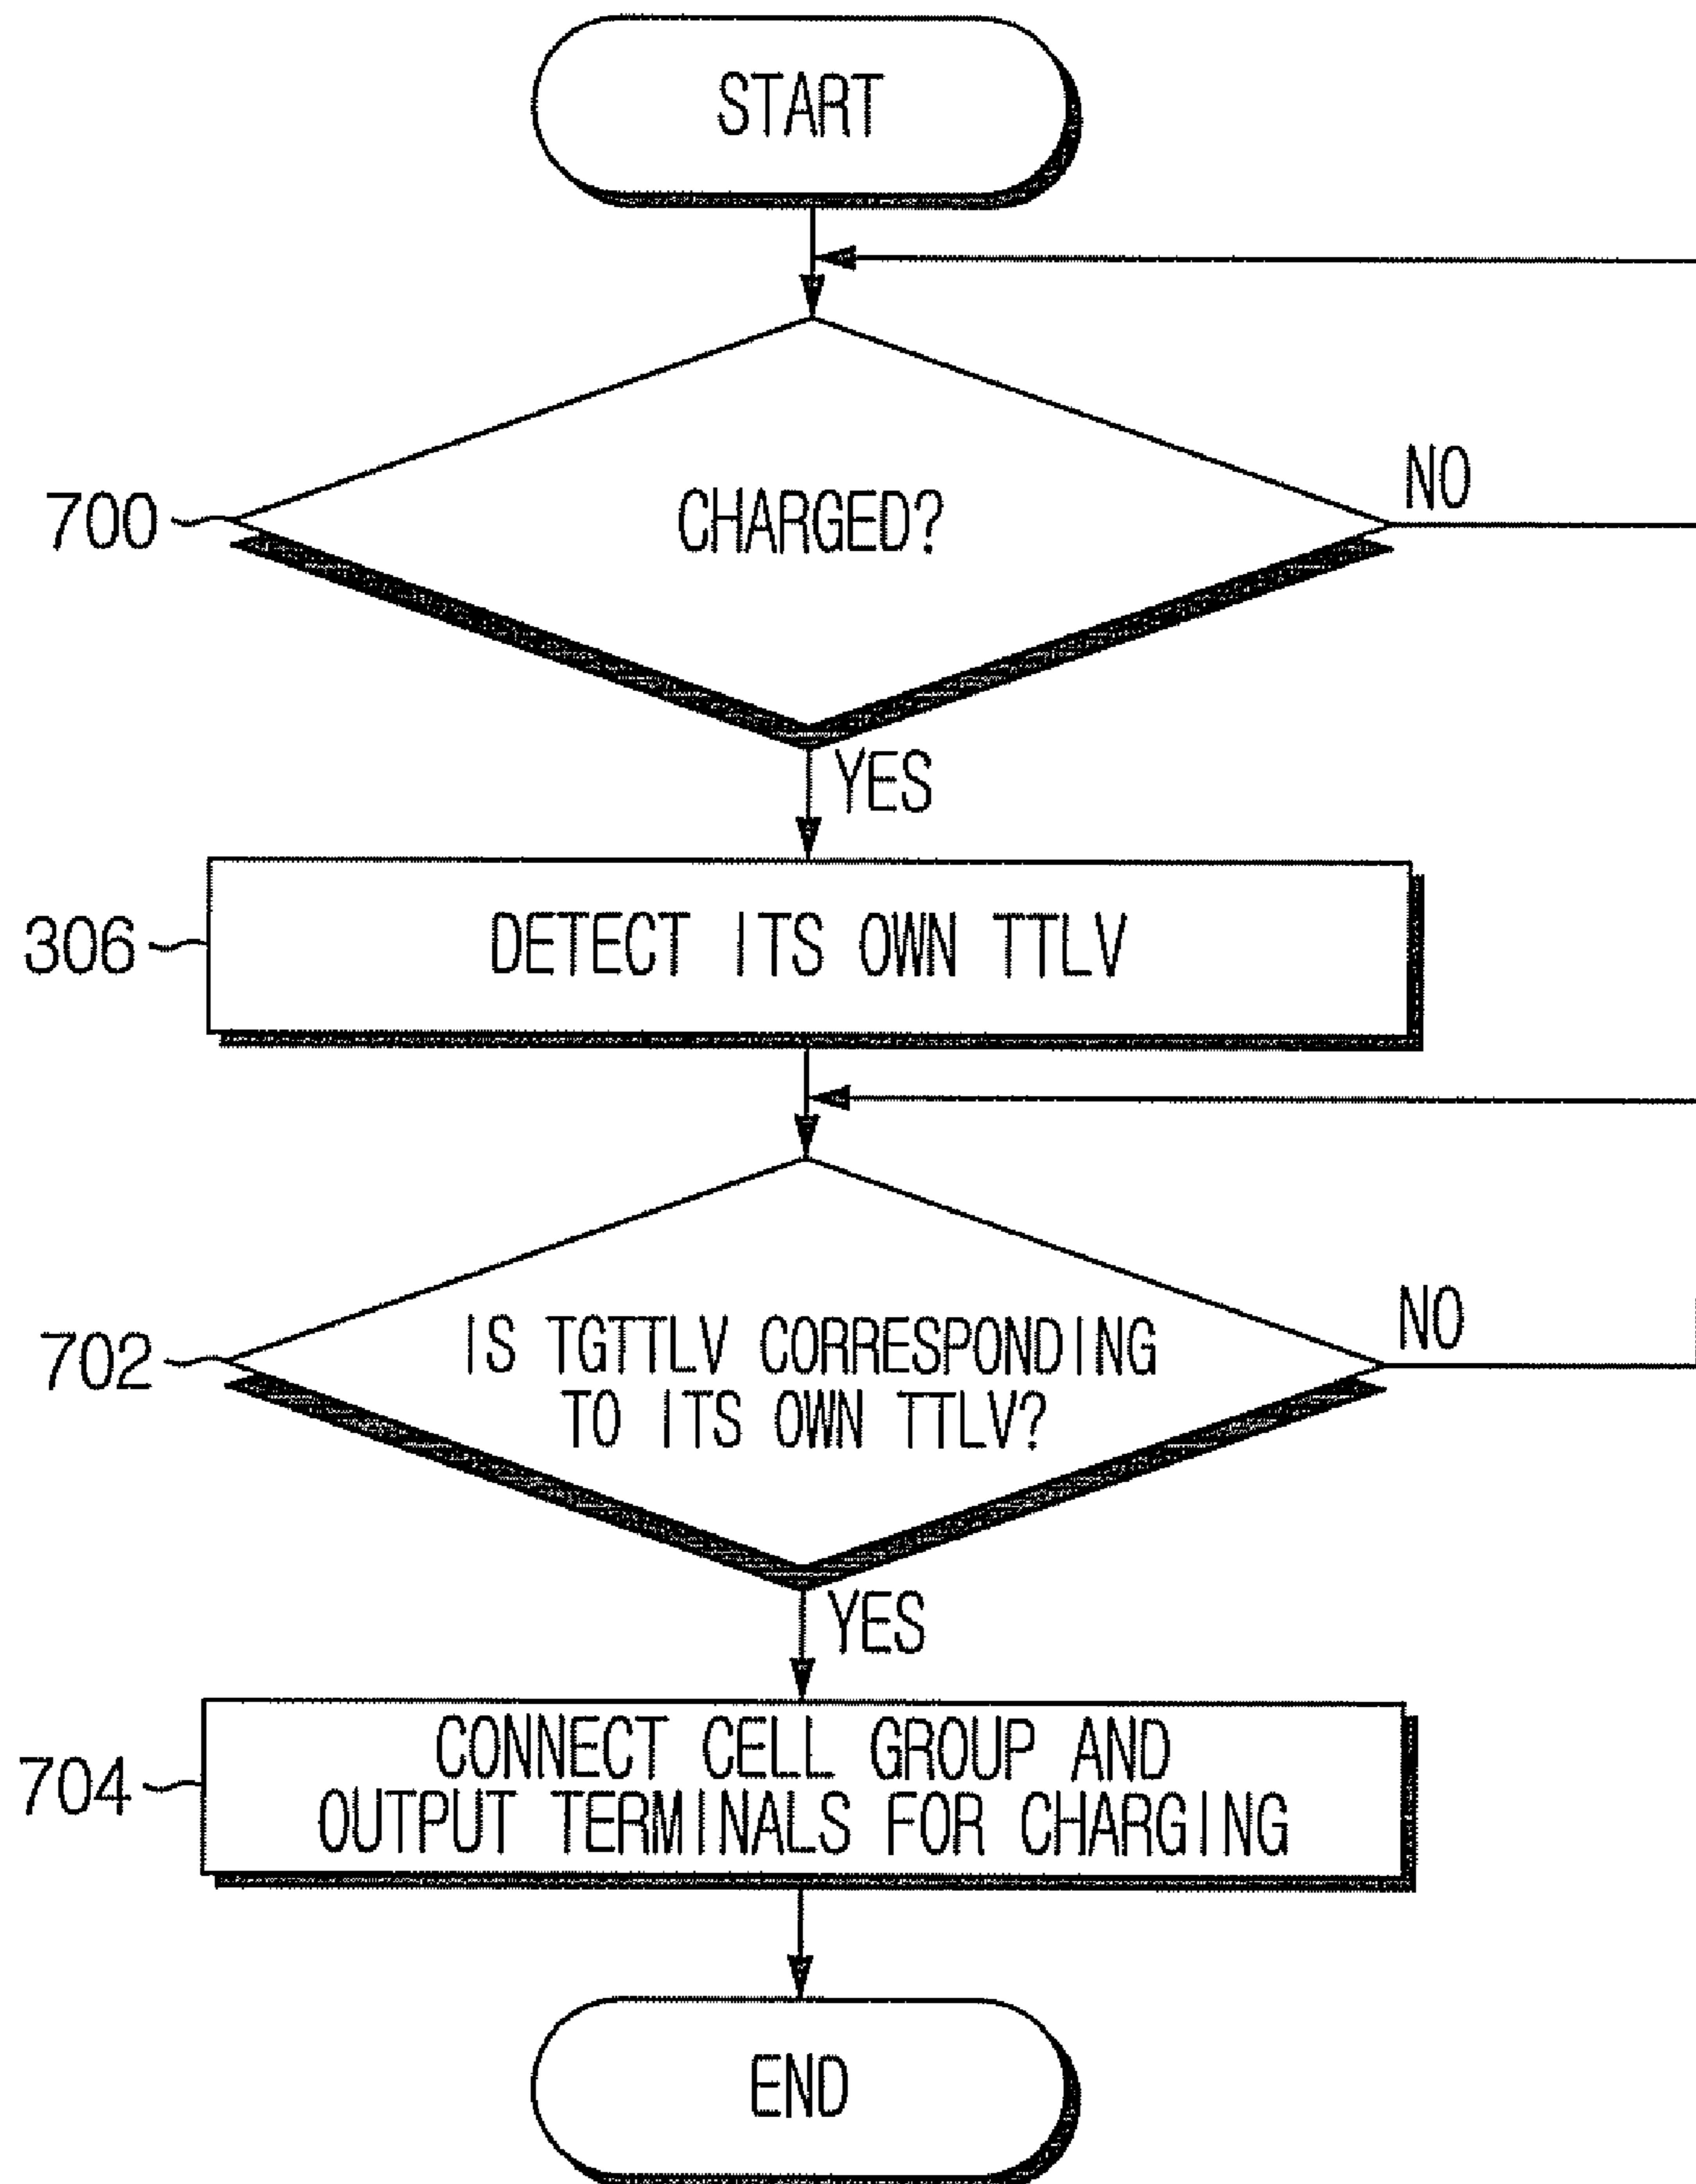 START
CHARGED?
NO
700
YES
DETECT ITS OWN TTLV
306
IS TGTTLV CORRESPONDING
TO ITS OWN TTLV?
NO
702
YES
CONNECT CELL GROUP AND
OUTPUT TERMINALS FOR CHARGING
704
END